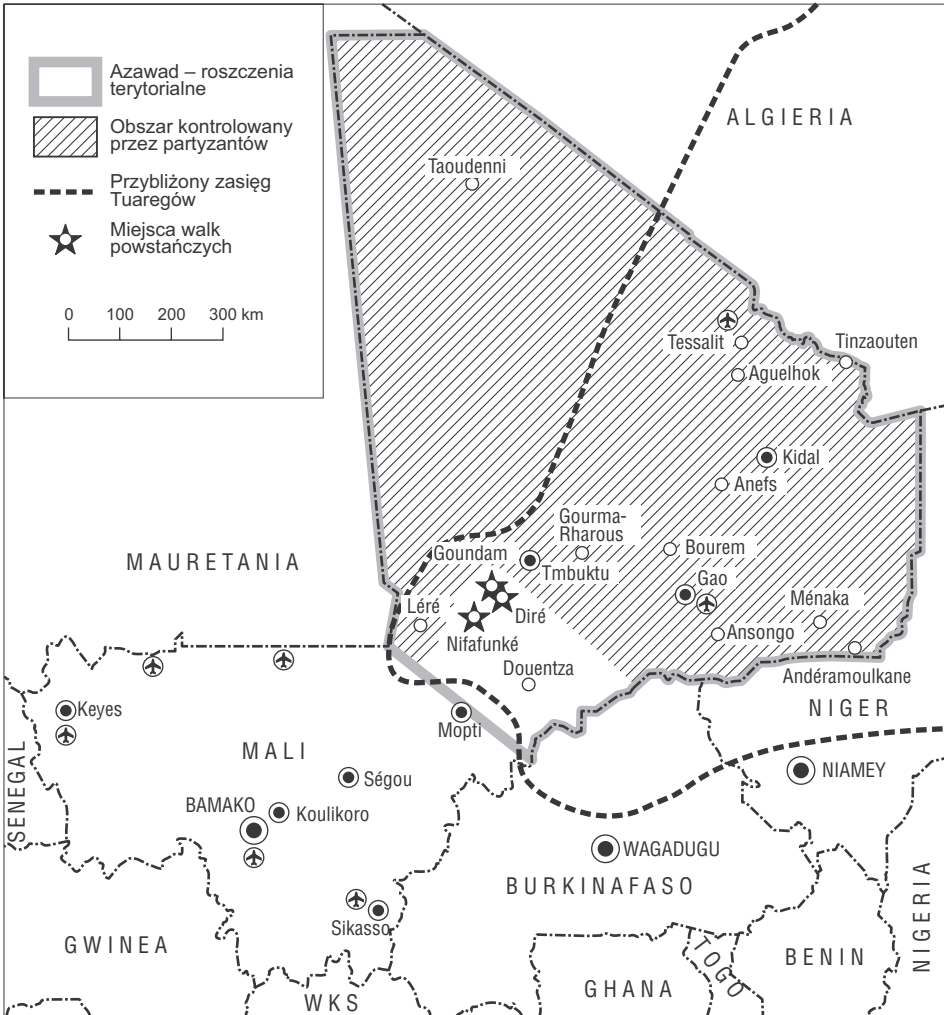 Azawad – roszczenia
terytorialne
Obszar kontrolowany
przez partyzantów
Przybliżony zasięg
Tuaregów
Miejsca walk
powstańczych
0 100 200 300 km
ALGIERIA
Taoudenni
Tessalit
Tinzaouten
Aguelhok
Kidal
Anefs
Gourma-
Rharous
Goundam
Tmbuktu
Bourem
Gao
MAURETANIA
Léré
Diré
Ménaka
Nifafunké
Ansongo
Douentza
Andéramoulkane
Keyes
Mopti
NIGER
MALI
SENEGAL
Ségou
NIAMEY
BAMAKO
Koulikoro
WAGADUGU
BURKINAFASO
Sikasso
GWINEA
WKS
GHANA
TOGO
BENIN
NIGERIA